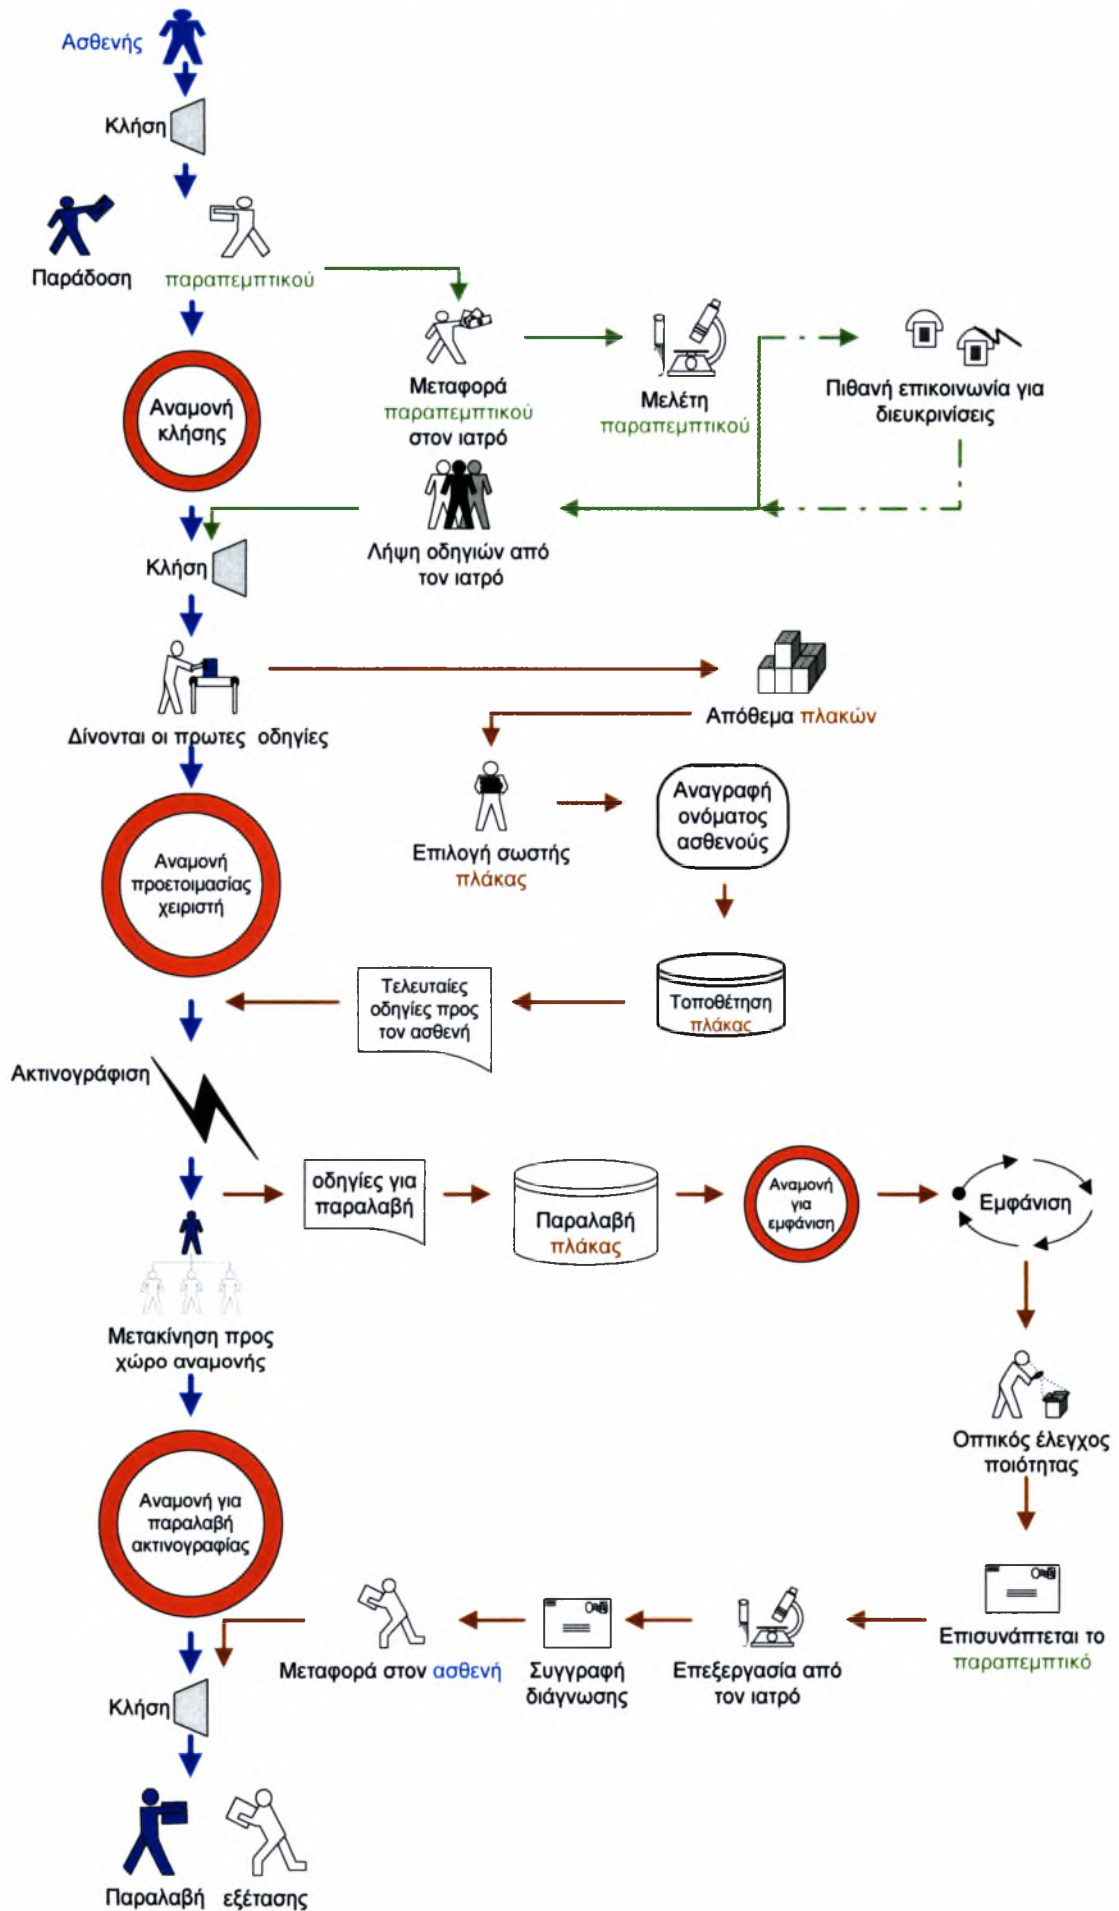 Ασθενής
Κλήση
Παράδοση
παραπεμπτικού
Αναμονή
κλήσης
Μεταφορά
παραπεμπτικού
στον ιατρό
Μελέτη
παραπεμπτικού
Πιθανή επικοινωνία για
διευκρινίσεις
Λήψη οδηγιών από
τον ιατρό
Κλήση
Δίνονται οι πρωτες οδηγίες
Απόθεμα πλακών
Επιλογή σωστής
πλάκας
Αναγραφή
ονόματος
ασθενούς
Αναμονή
προετοιμασίας
χειριστή
Τοποθέτηση
πλάκας
Τελευταίες
οδηγίες προς
τον ασθενή
Ακτινογράφιση
οδηγίες για
παραλαβή
Παραλαβή
πλάκας
Αναμονή
για
εμφάνιση
Εμφάνιση
Μετακίνηση προς
χώρο αναμονής
Οπτικός έλεγχος
ποιότητας
Αναμονή για
παραλαβή
ακτινογραφίας
Επισυνάπτεται το
παραπεμπτικό
Επεξεργασία από
τον ιατρό
Συγγραφή
διάγνωσης
Μεταφορά στον ασθενή
Κλήση
Παραλαβή εξέτασης